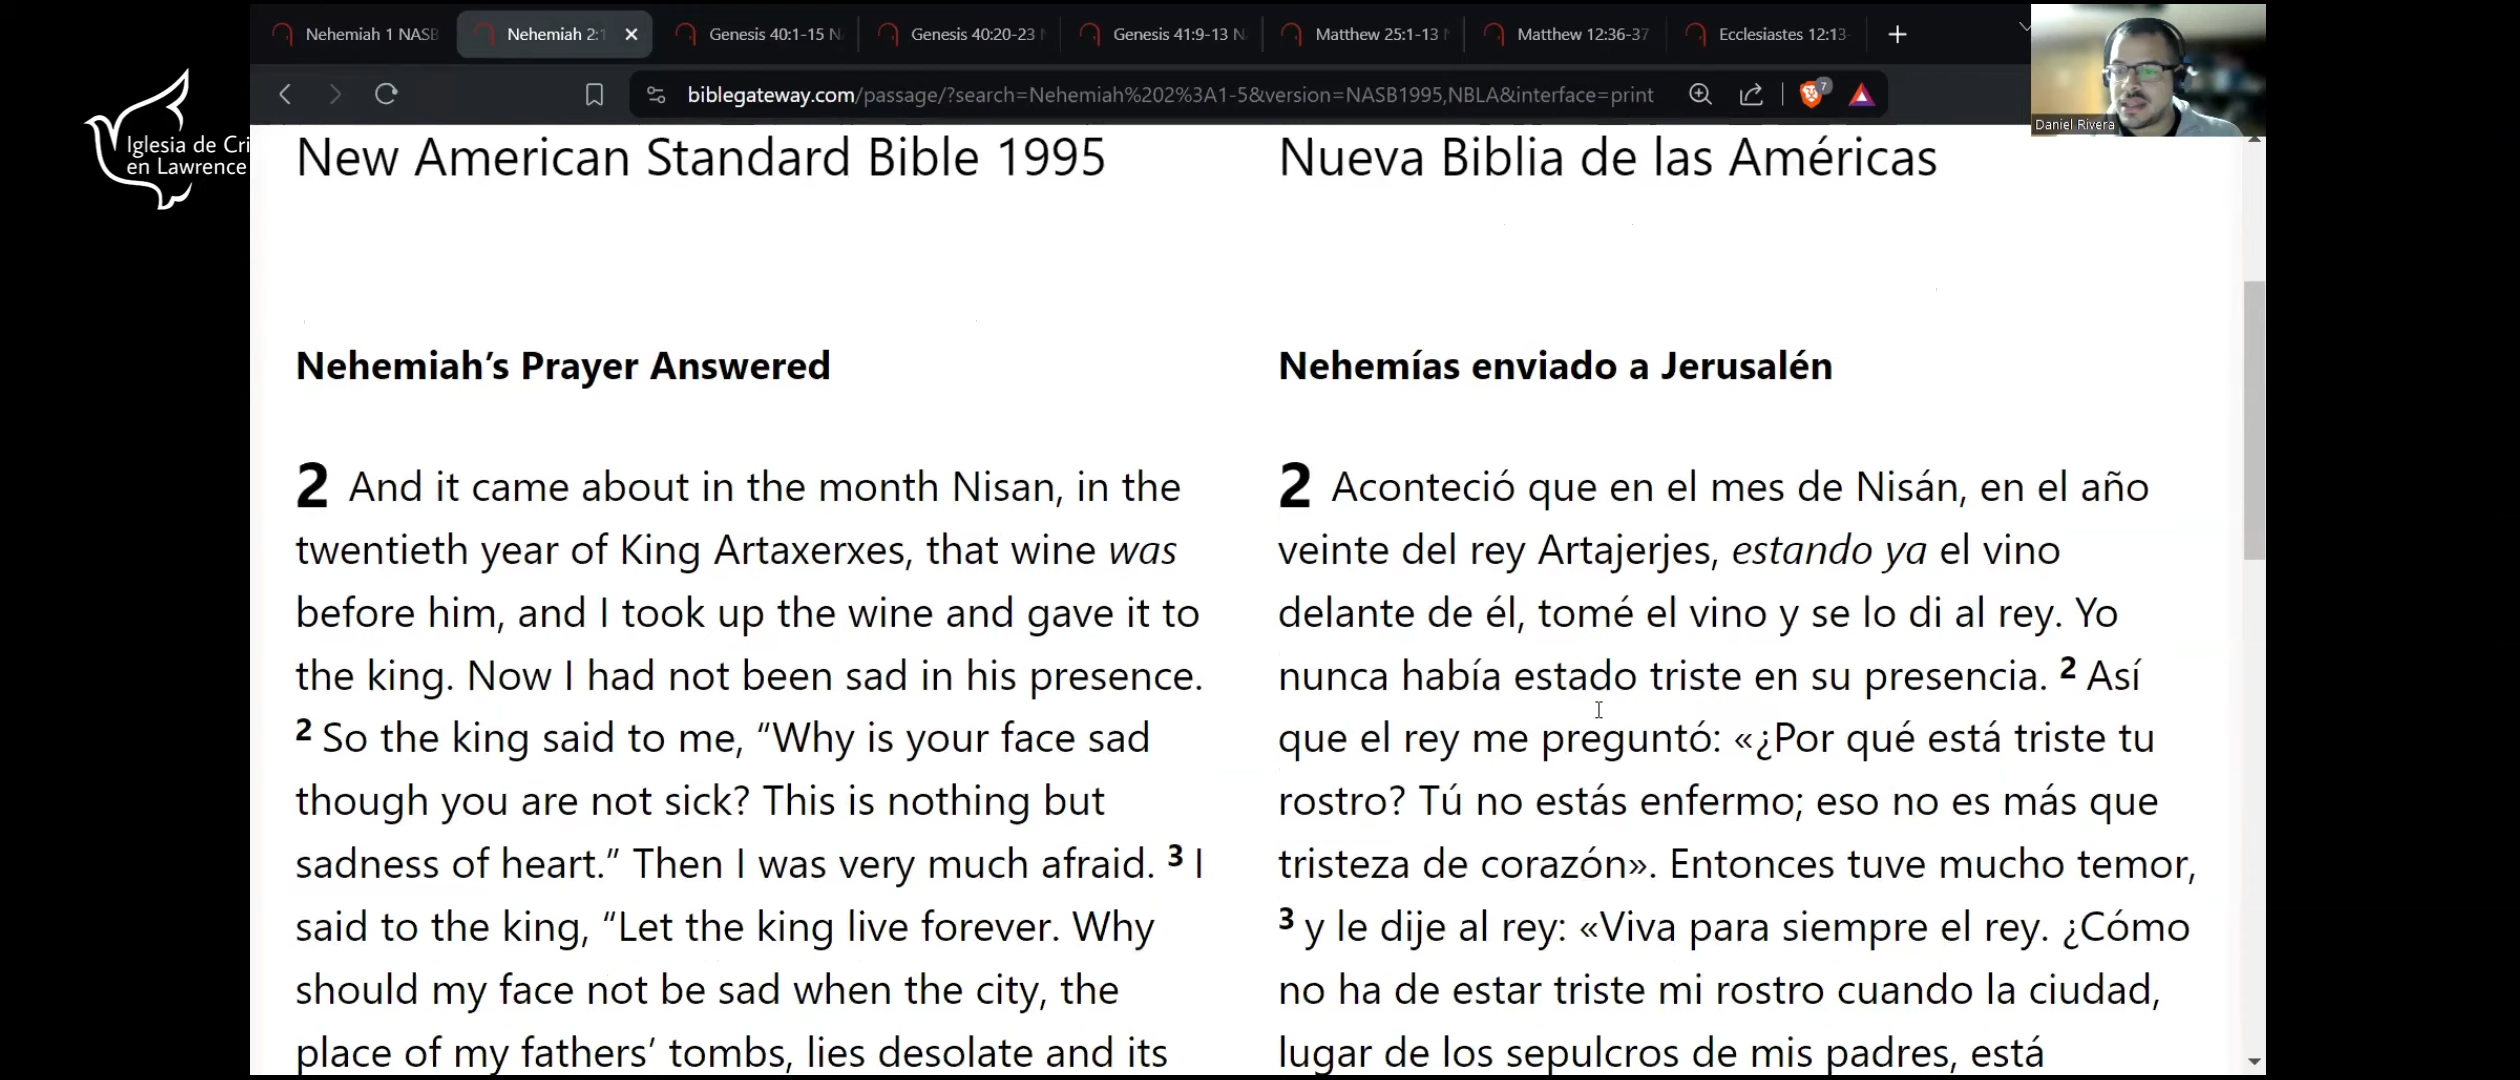 Nehemiah 1 NASB
Nehemiah 2:1
Genesis 40:1-15 N
Genesis 40:20-23 N
Genesis 41:9-13 N
Matthew 25:1-13 N
Matthew 12:36-37
Ecclesiastes 12:13-
biblegateway.com/passage/?search=Nehemiah%202%3A1-5&version=NASB1995,NBLA&interface=print
7
Daniel Rivera
Iglesia de Cri
en Lawrence
New American Standard Bible 1995
Nehemiah’s Prayer Answered
2 And it came about in the month Nisan, in the
twentieth year of King Artaxerxes, that wine was
before him, and I took up the wine and gave it to
the king. Now I had not been sad in his presence.
2 So the king said to me, “Why is your face sad
though you are not sick? This is nothing but
sadness of heart.” Then I was very much afraid. 3 I
said to the king, “Let the king live forever. Why
should my face not be sad when the city, the
place of my fathers’ tombs, lies desolate and its
Nueva Biblia de las Américas
Nehemías enviado a Jerusalén
2 Aconteció que en el mes de Nisán, en el año
veinte del rey Artajerjes, estando ya el vino
delante de él, tomé el vino y se lo di al rey. Yo
nunca había estado triste en su presencia. 2 Así
que el rey me preguntó: «¿Por qué está triste tu
rostro? Tú no estás enfermo; eso no es más que
tristeza de corazón». Entonces tuve mucho temor,
3 y le dije al rey: «Viva para siempre el rey. ¿Cómo
no ha de estar triste mi rostro cuando la ciudad,
lugar de los sepulcros de mis padres, está